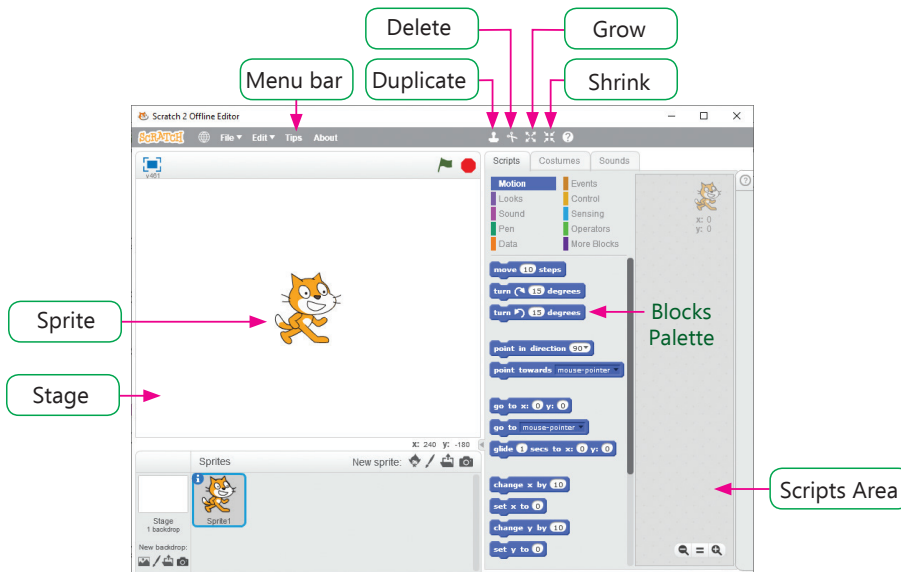 Delete
Grow
Menu bar
Duplicate
Shrink
Scratch 2 Offline Editor
SCRATCH File Edit Tips About
v461
Scripts Costumes Sounds
Motion Events
Looks Control
Sound Sensing
Pen Operators
Data More Blocks
x: 0
y: 0
move 10 steps
turn 15 degrees
turn 15 degrees
point in direction 90
point towards mouse-pointer
go to x: 0 y: 0
go to mouse-pointer
glide 1 secs to x: 0 y: 0
change x by 10
set x to 0
change y by 10
set y to 0
Sprite
Stage
Blocks
Palette
Scripts Area
X: 240 y: -180
Sprites New sprite:
Stage
1 backdrop
Sprite1
New backdrop: